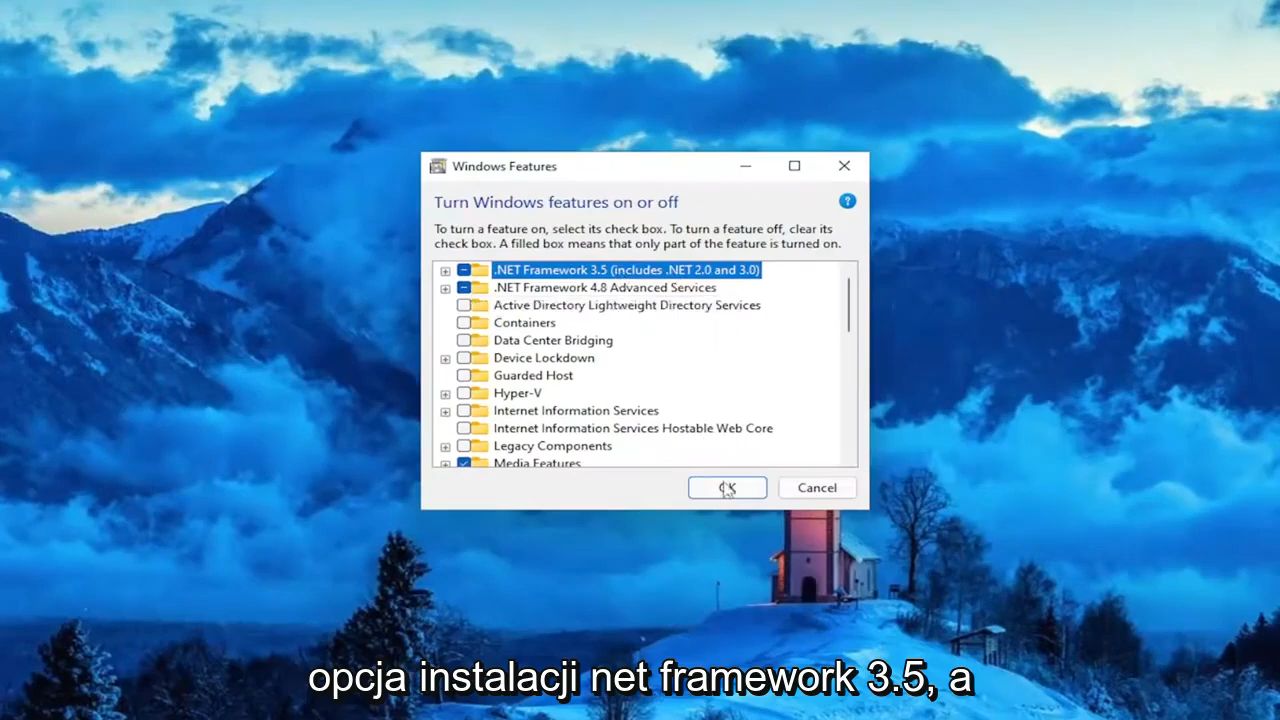 Windows Features
Turn Windows features on or off
To turn a feature on, select its check box. To turn a feature off, clear its
check box. A filled box means that only part of the feature is turned on.
.NET Framework 3.5 (includes .NET 2.0 and 3.0)
.NET Framework 4.8 Advanced Services
Active Directory Lightweight Directory Services
Containers
Data Center Bridging
Device Lockdown
Guarded Host
Hyper-V
Internet Information Services
Internet Information Services Hostable Web Core
Legacy Components
Media Features
OK Cancel
opcja instalacji net framework 3.5, a